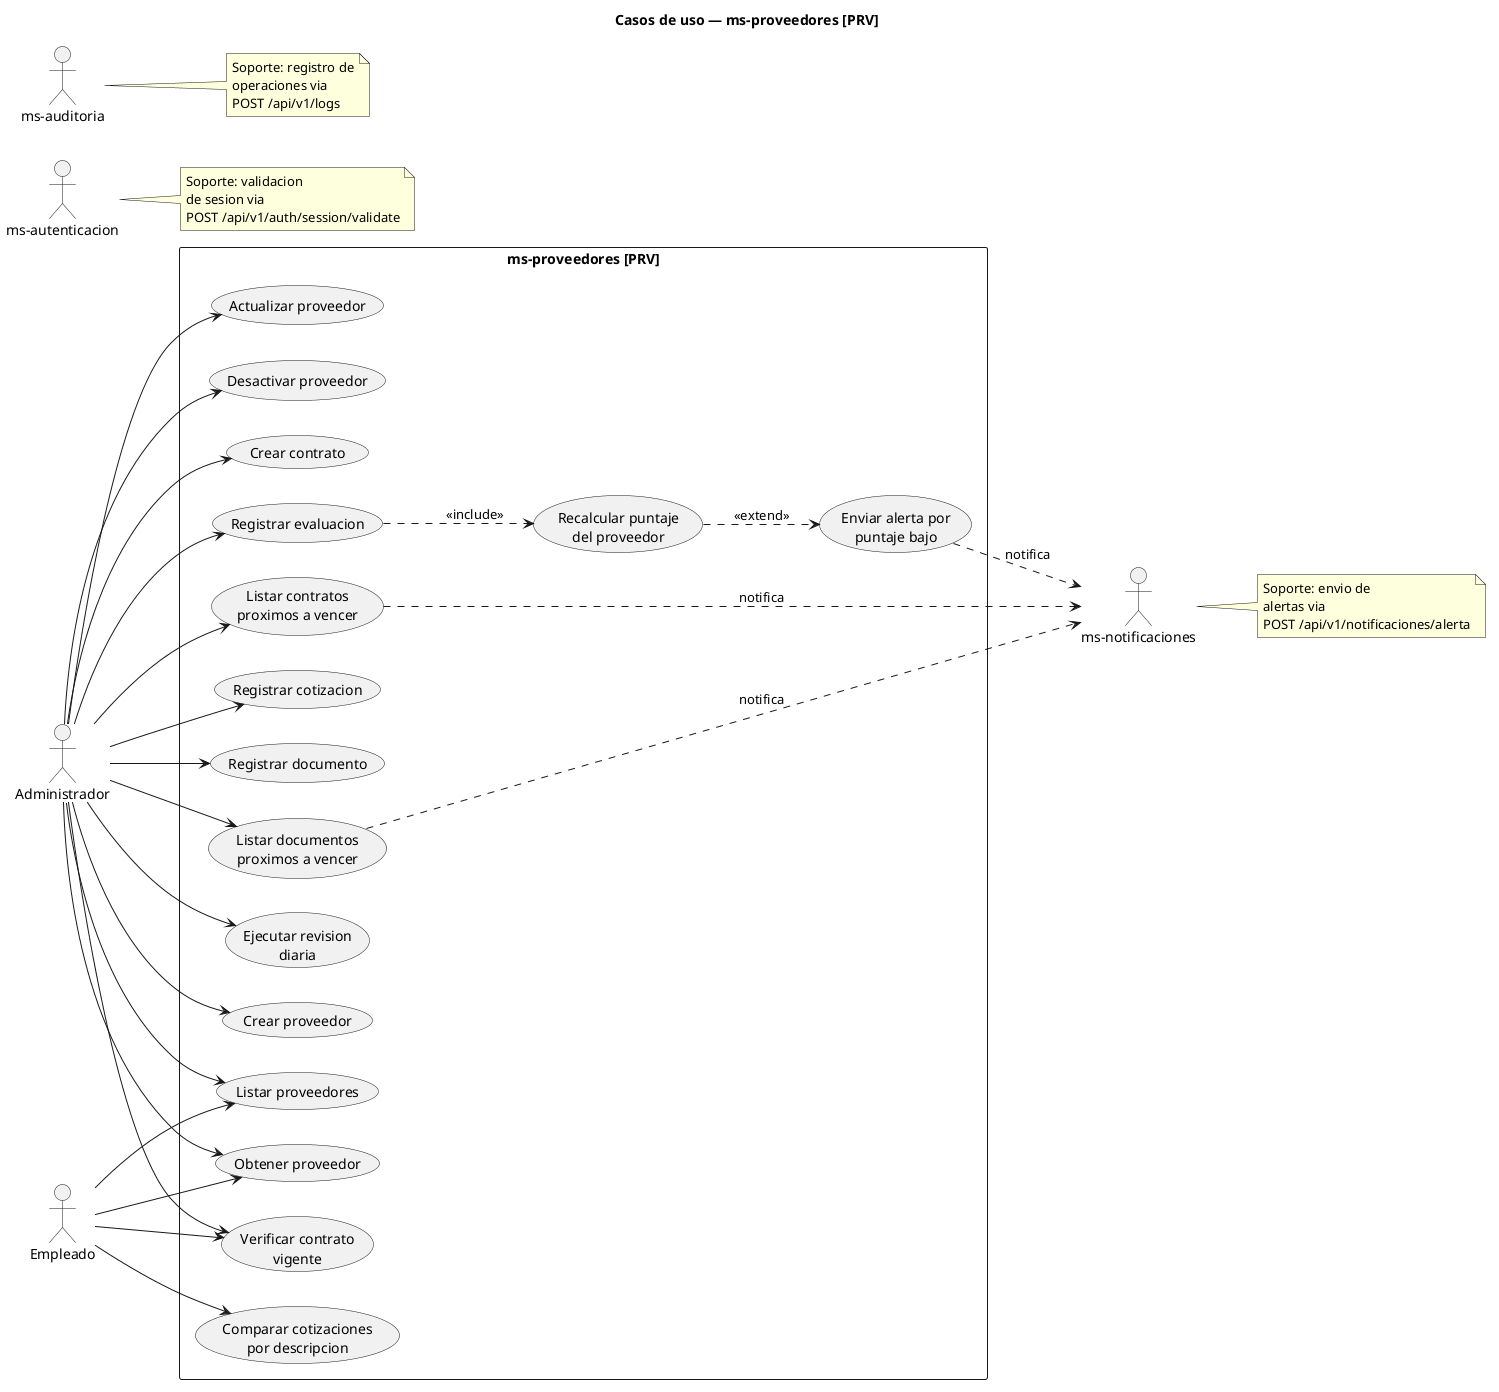 Casos de uso — ms-proveedores [PRV]
ms-auditoria
Soporte: registro de
operaciones via
POST /api/v1/logs
ms-autenticacion
Soporte: validacion
de sesion via
POST /api/v1/auth/session/validate
ms-proveedores [PRV]
Actualizar proveedor
Desactivar proveedor
Crear contrato
Registrar evaluacion
«include»
Recalcular puntaje
del proveedor
«extend»
Enviar alerta por
puntaje bajo
notifica
Listar contratos
proximos a vencer
notifica
ms-notificaciones
Soporte: envio de
alertas via
POST /api/v1/notificaciones/alerta
Registrar cotizacion
notifica
Administrador
Registrar documento
Listar documentos
proximos a vencer
Ejecutar revision
diaria
Crear proveedor
Listar proveedores
Obtener proveedor
Empleado
Verificar contrato
vigente
Comparar cotizaciones
por descripcion